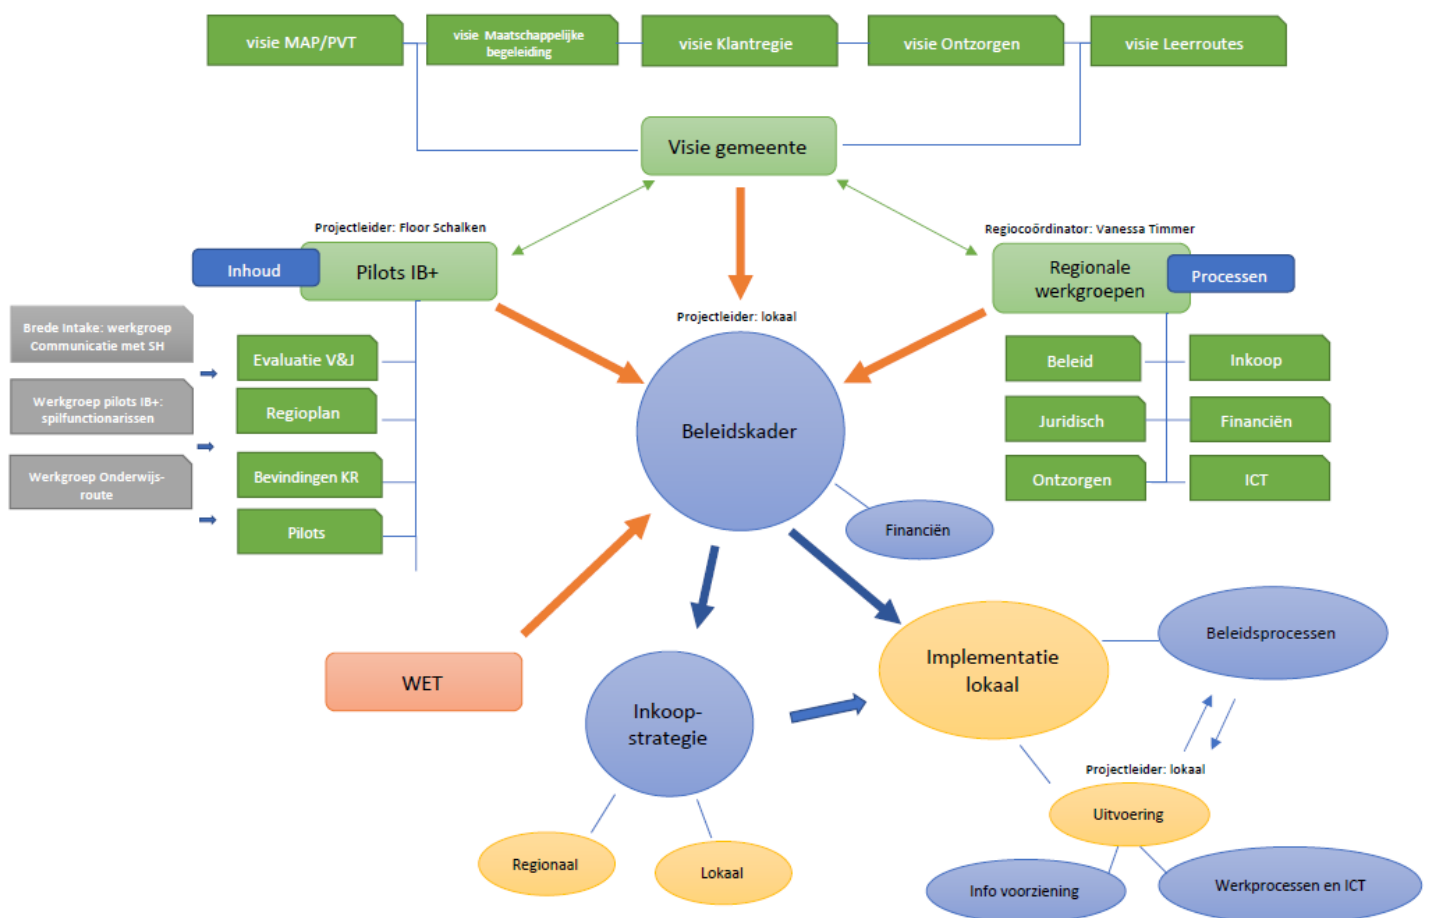 visie MAP/PVT
visie Maatschappelijke
begeleiding
visie Klantregie
visie Ontzorgen
visie Leerroutes
Visie gemeente
Projectleider: Floor Schalken
Regiocoördinator: Vanessa Timmer
Inhoud
Pilots IB+
Regionale
werkgroepen
Processen
Projectleider: lokaal
Brede Intake: werkgroep
Communicatie met SH
Werkgroep pilots IB+:
spilfunctionarissen
Werkgroep Onderwijs-
route
Evaluatie V&J
Regioplan
Bevindingen KR
Pilots
Beleidskader
Beleid
Inkoop
Juridisch
Financiën
Ontzorgen
ICT
Financiën
WET
Inkoop-
strategie
Implementatie
lokaal
Beleidsprocessen
Projectleider: lokaal
Uitvoering
Regionaal
Lokaal
Info voorziening
Werkprocessen en ICT